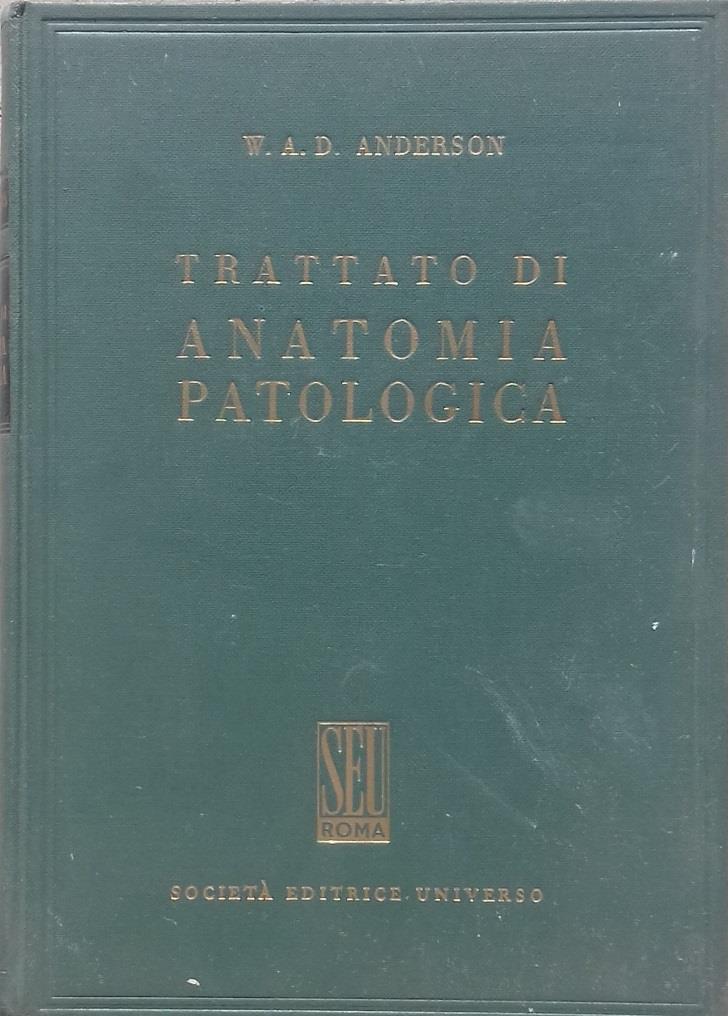 W. A. D. ANDERSON
TRATTATO DI
ANATOMIA
PATOLOGICA
SEU
ROMA
SOCIETÀ EDITRICE UNIVERSO